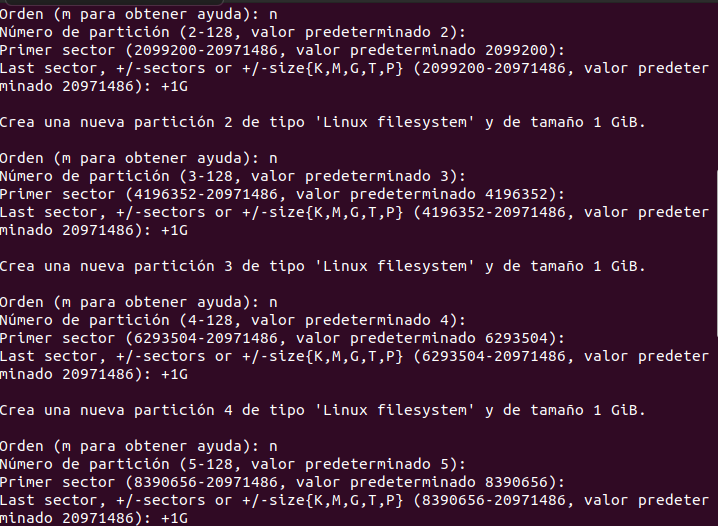 Orden (m para obtener ayuda): n
Número de partición (2-128, valor predeterminado 2):
Primer sector (2099200-20971486, valor predeterminado 2099200):
Last sector, +/-sectors or +/-size{K,M,G,T,P} (2099200-20971486, valor predeter
minado 20971486): +1G

Crea una nueva partición 2 de tipo 'Linux filesystem' y de tamaño 1 GiB.

Orden (m para obtener ayuda): n
Número de partición (3-128, valor predeterminado 3):
Primer sector (4196352-20971486, valor predeterminado 4196352):
Last sector, +/-sectors or +/-size{K,M,G,T,P} (4196352-20971486, valor predeter
minado 20971486): +1G

Crea una nueva partición 3 de tipo 'Linux filesystem' y de tamaño 1 GiB.

Orden (m para obtener ayuda): n
Número de partición (4-128, valor predeterminado 4):
Primer sector (6293504-20971486, valor predeterminado 6293504):
Last sector, +/-sectors or +/-size{K,M,G,T,P} (6293504-20971486, valor predeter
minado 20971486): +1G

Crea una nueva partición 4 de tipo 'Linux filesystem' y de tamaño 1 GiB.

Orden (m para obtener ayuda): n
Número de partición (5-128, valor predeterminado 5):
Primer sector (8390656-20971486, valor predeterminado 8390656):
Last sector, +/-sectors or +/-size{K,M,G,T,P} (8390656-20971486, valor predeter
minado 20971486): +1G